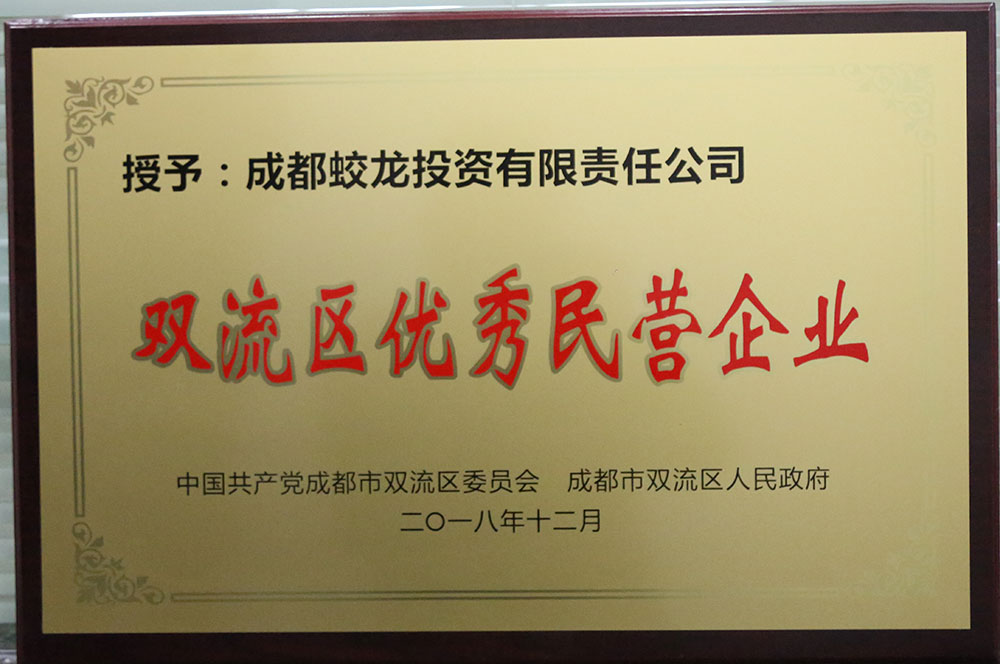 授予：成都蛟龙投资有限责任公司
双流区优秀民营企业
中国共产党成都市双流区委员会　成都市双流区人民政府
二〇一八年十二月